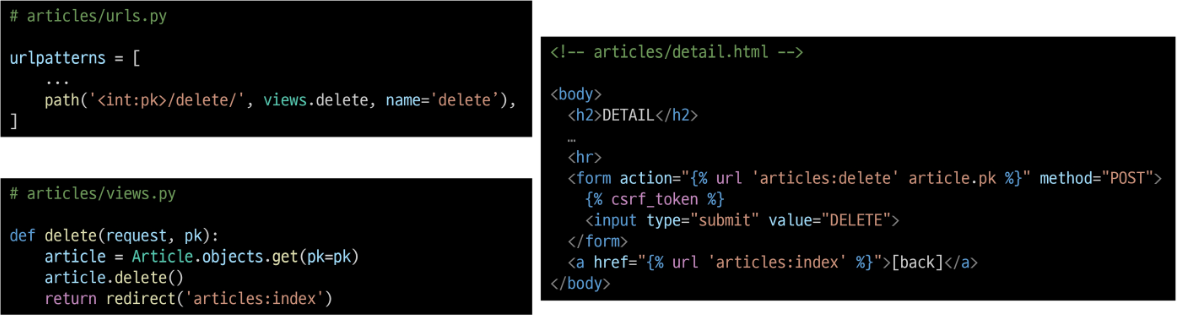 # articles/urls.py
urlpatterns = [
    ...
    path('<int:pk>/delete/', views.delete, name='delete’),
]
# articles/views.py
def delete(request, pk):
    article = Article.objects.get(pk=pk)
    article.delete()
    return redirect('articles:index')
<!-- articles/detail.html -->
<body>
  <h2>DETAIL</h2>
  …
  <hr>
  <form action="{% url 'articles:delete' article.pk %}" method="POST">
    {% csrf_token %}
    <input type="submit" value="DELETE">
  </form>
  <a href="{% url 'articles:index' %}">[back]</a>
</body>